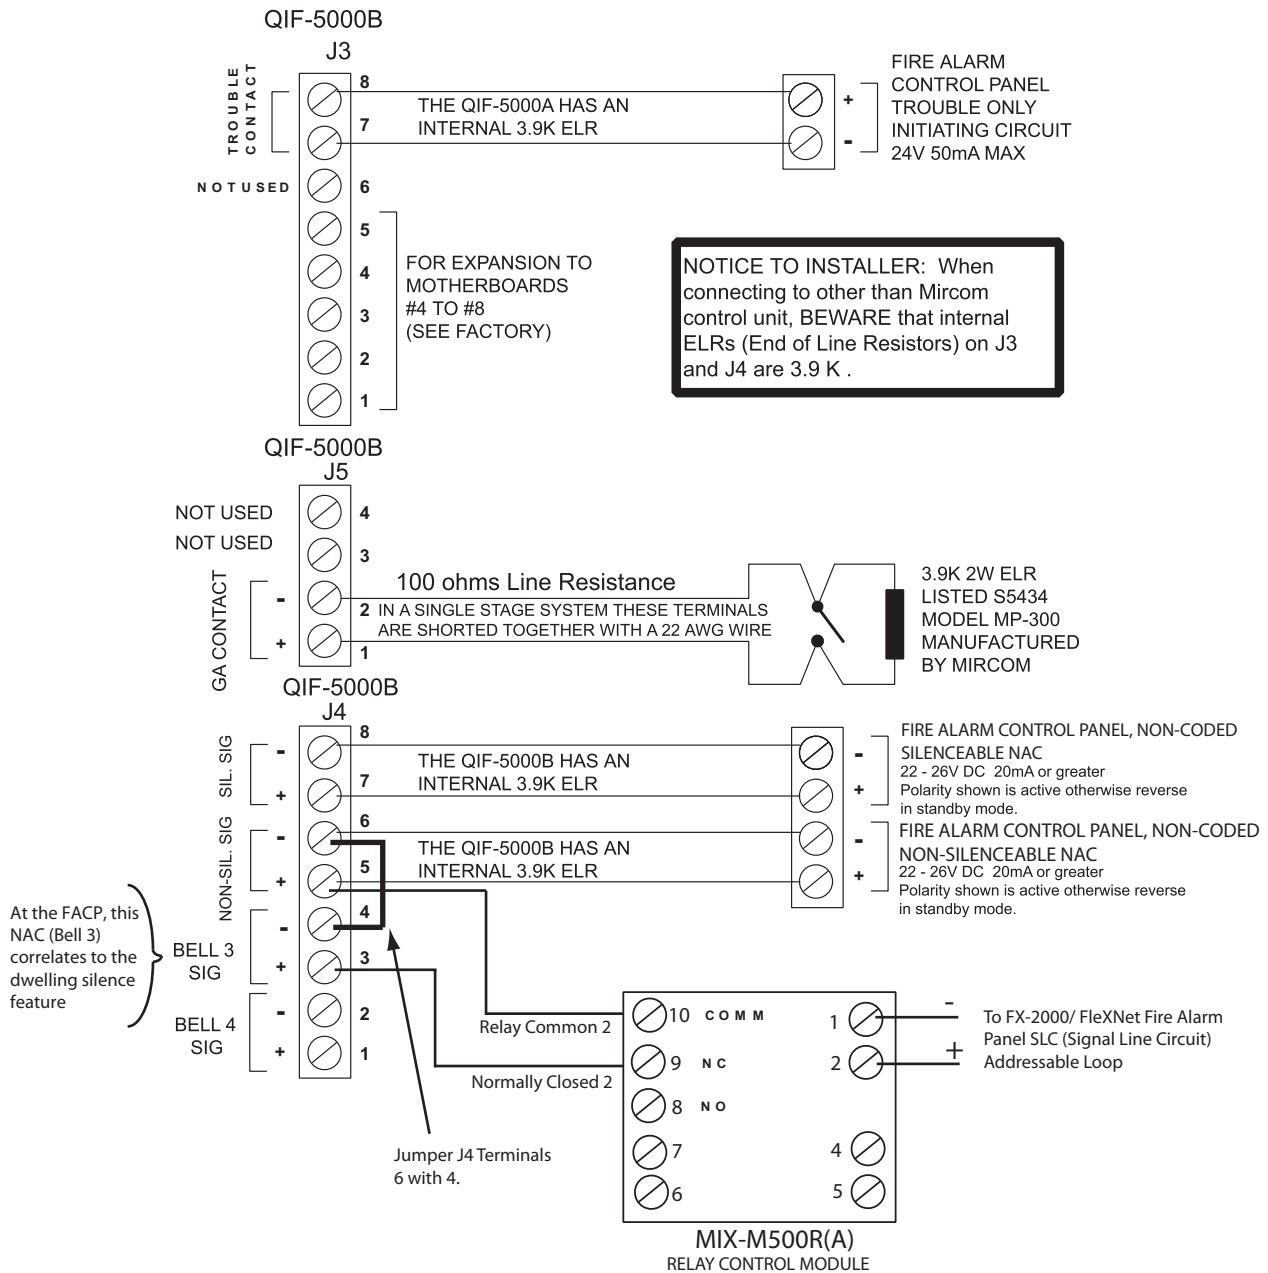 QIF-5000B
J3
TROUBLE
CONTACT
8
7
THE QIF-5000A HAS AN
INTERNAL 3.9K ELR
+
-
FIRE ALARM
CONTROL PANEL
TROUBLE ONLY
INITIATING CIRCUIT
24V 50mA MAX
NOT USED
6
5
4
3
2
1
FOR EXPANSION TO
MOTHERBOARDS
#4 TO #8
(SEE FACTORY)
NOTICE TO INSTALLER: When
connecting to other than Mircom
control unit, BEWARE that internal
ELRs (End of Line Resistors) on J3
and J4 are 3.9 K .
QIF-5000B
J5
NOT USED
4
NOT USED
3
GA CONTACT
-
+
100 ohms Line Resistance
2
IN A SINGLE STAGE SYSTEM THESE TERMINALS
ARE SHORTED TOGETHER WITH A 22 AWG WIRE
1
3.9K 2W ELR
LISTED S5434
MODEL MP-300
MANUFACTURED
BY MIRCOM
QIF-5000B
J4
SIL. SIG
-
+
8
7
THE QIF-5000B HAS AN
INTERNAL 3.9K ELR
-
+
FIRE ALARM CONTROL PANEL, NON-CODED
SILENCEABLE NAC
22 - 26V DC 20mA or greater
Polarity shown is active otherwise reverse
in standby mode.
NON-SIL. SIG
-
+
6
5
THE QIF-5000B HAS AN
INTERNAL 3.9K ELR
-
+
FIRE ALARM CONTROL PANEL, NON-CODED
NON-SILENCEABLE NAC
22 - 26V DC 20mA or greater
Polarity shown is active otherwise reverse
in standby mode.
At the FACP, this
NAC (Bell 3)
correlates to the
dwelling silence
feature
BELL 3
SIG
-
+
4
3
BELL 4
SIG
-
+
2
1
Relay Common 2
Normally Closed 2
Jumper J4 Terminals
6 with 4.
10 COMM
9 NC
8 NO
7
6
1
2
4
5
-
+
To FX-2000/ FleXNet Fire Alarm
Panel SLC (Signal Line Circuit)
Addressable Loop
MIX-M500R(A)
RELAY CONTROL MODULE